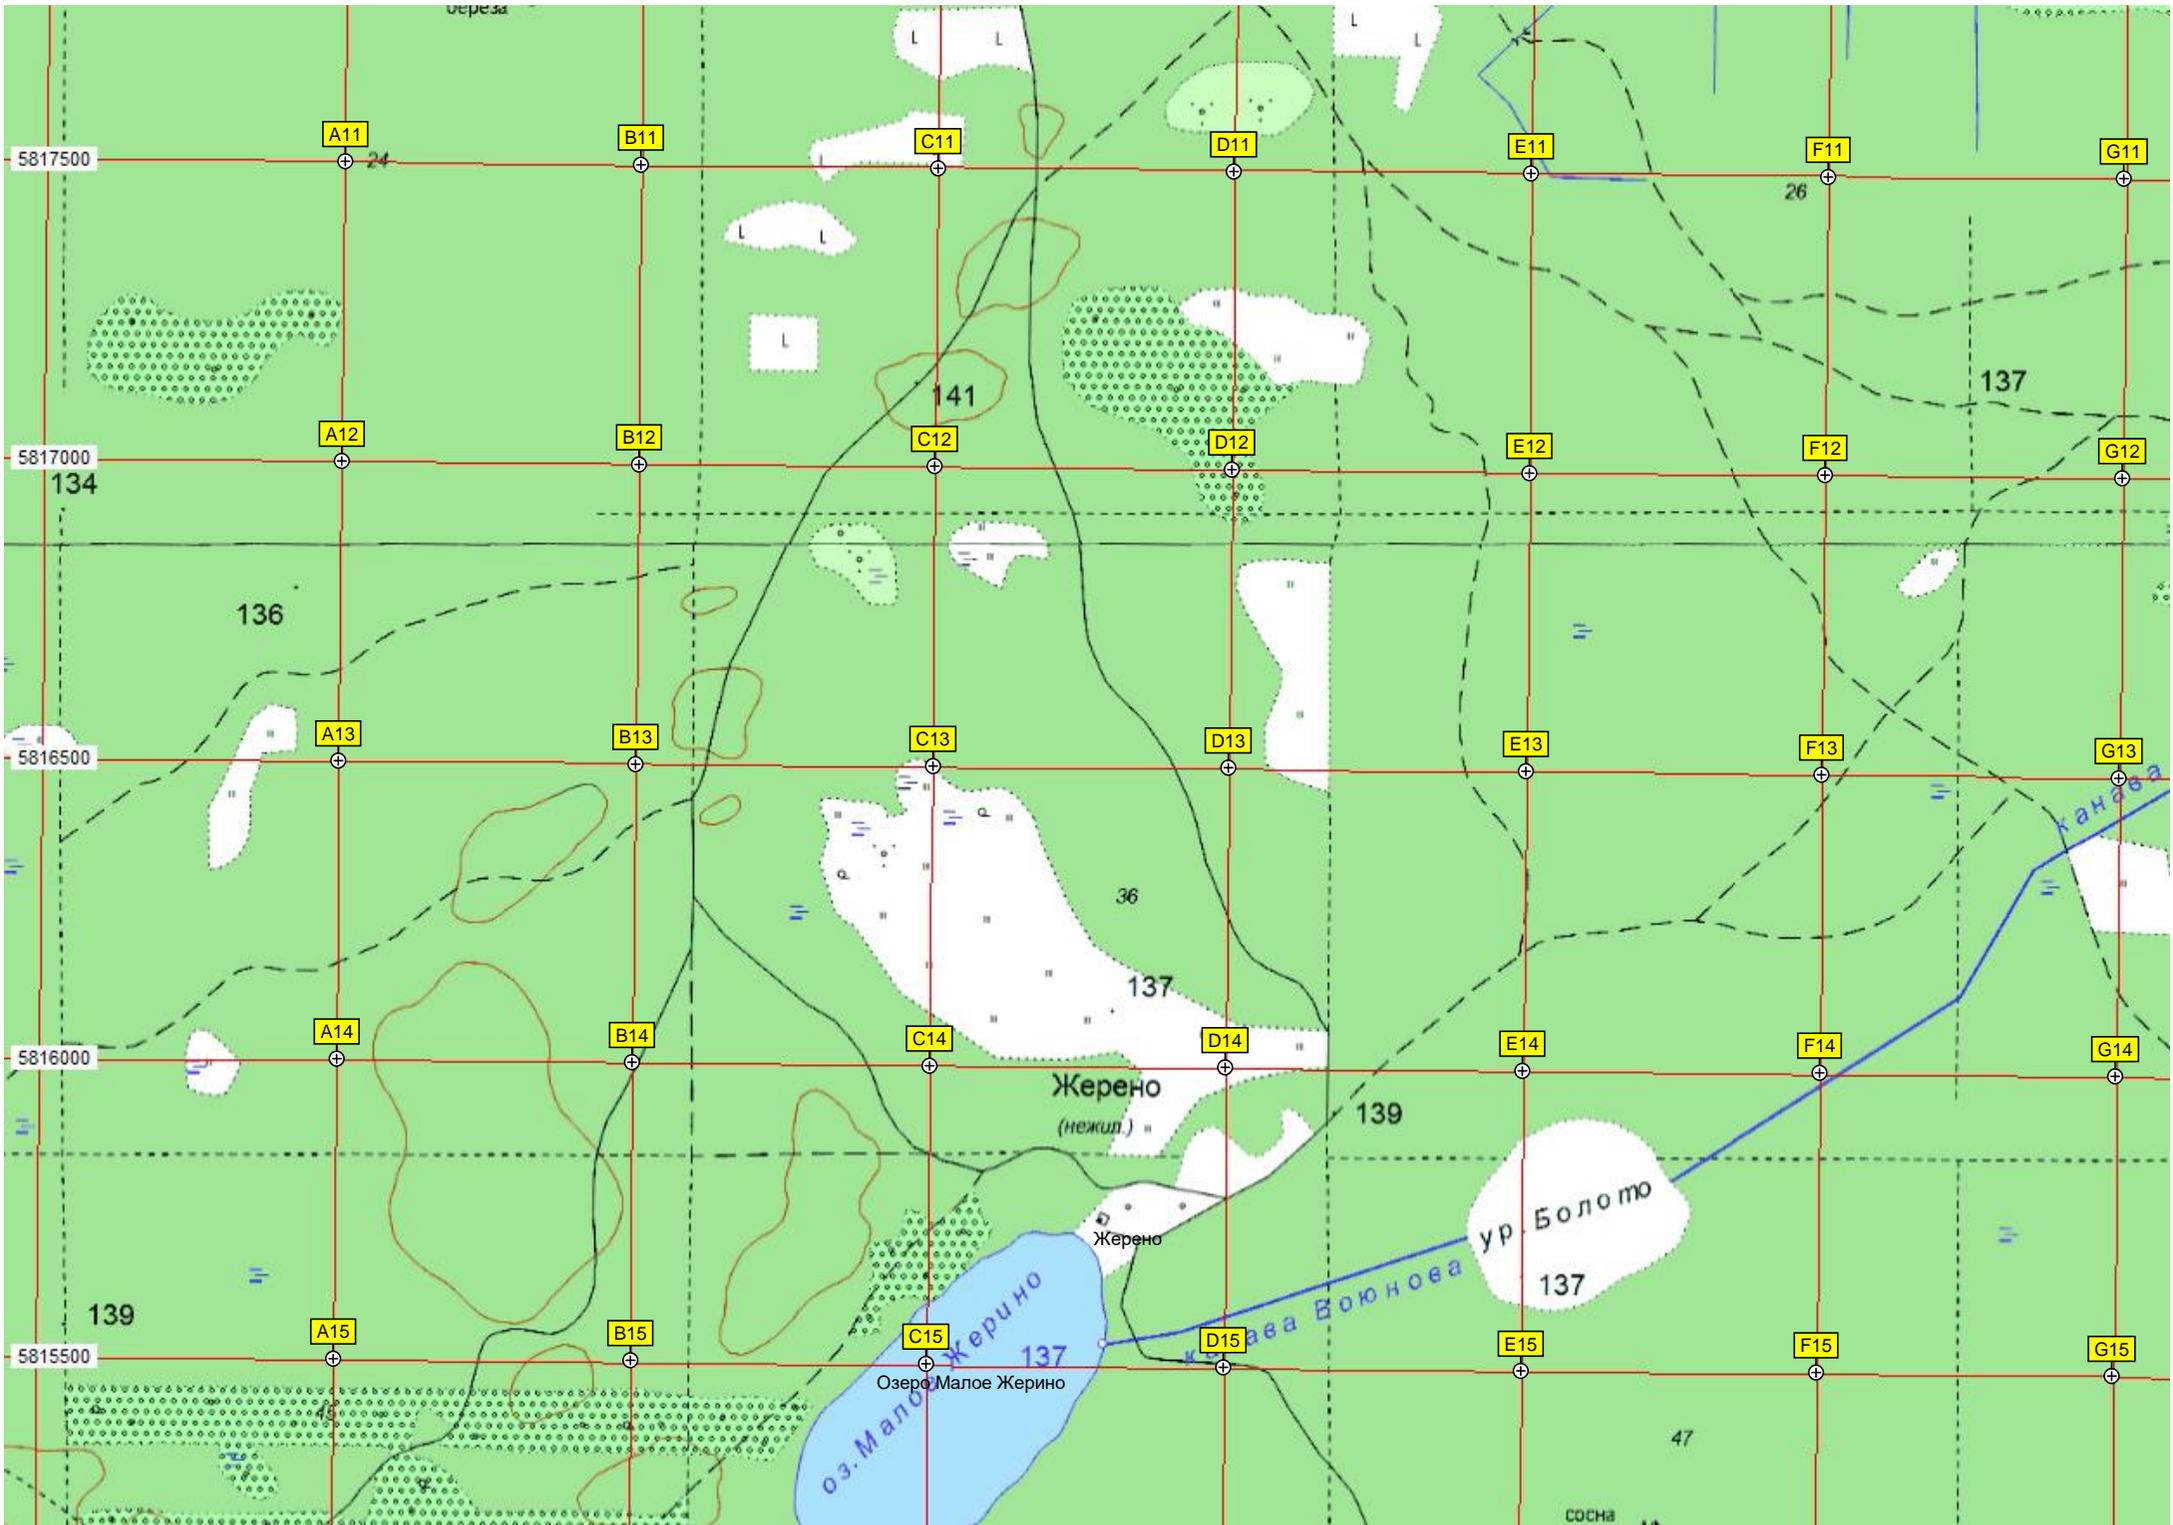 береза
L L L L
A11 24 B11 C11 D11 E11 F11 G11
5817500
26
L
L L
L
141
137
A12 B12 C12 D12 E12 F12 G12
5817000
134
136
A13 B13 C13 D13 E13 F13 G13
5816500
канава
36
137
A14 B14 C14 D14 E14 F14 G14
5816000
Жерено
(нежил.)
139
ур. Болото
Жерено
137
канава Боюнова
139
A15 B15 C15 D15 E15 F15 G15
5815500
оз. Малое Жерино
137
Озеро Малое Жерино
47
сосна